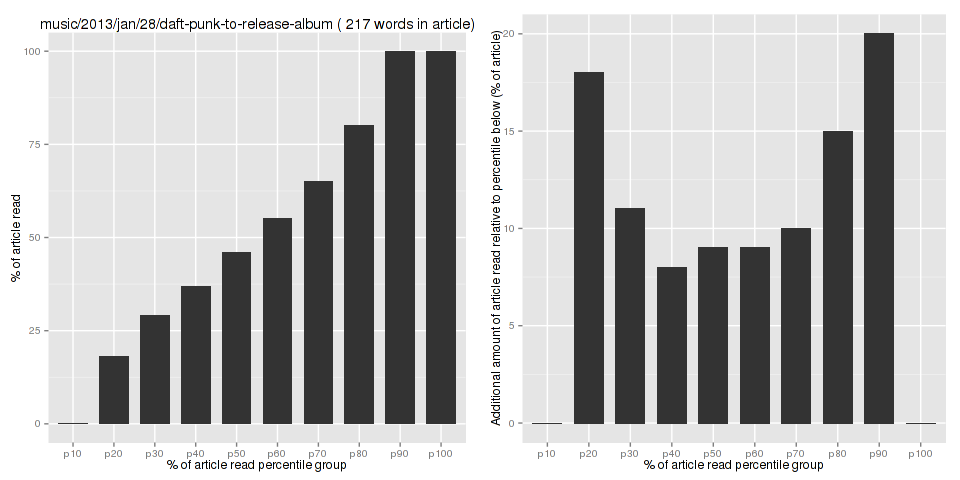 music/2013/jan/28/daft-punk-to-release-album ( 217 words in article)
% of article read
100
75
50
25
0
p10 p20 p30 p40 p50 p60 p70 p80 p90 p100
% of article read percentile group
Additional amount of article read relative to percentile below (% of article)
20
15
10
5
0
p10 p20 p30 p40 p50 p60 p70 p80 p90 p100
% of article read percentile group